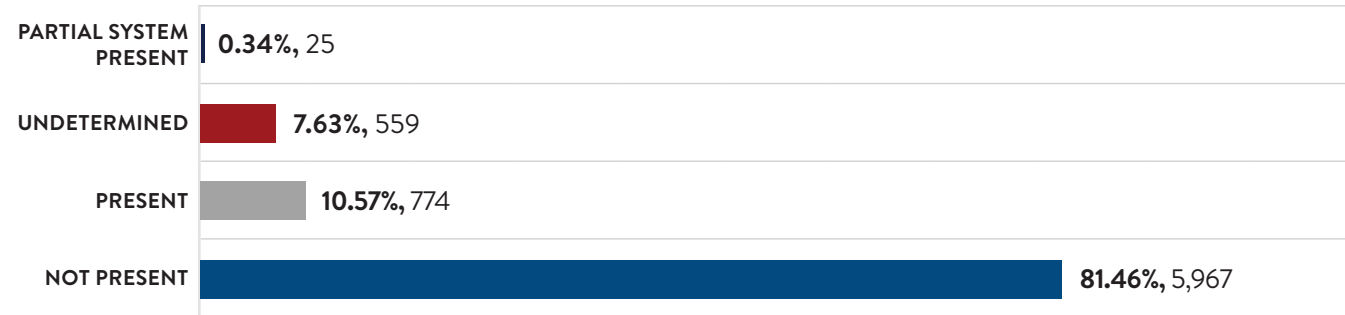 PARTIAL SYSTEM
PRESENT
0.34%, 25
UNDETERMINED
7.63%, 559
PRESENT
10.57%, 774
NOT PRESENT
81.46%, 5,967